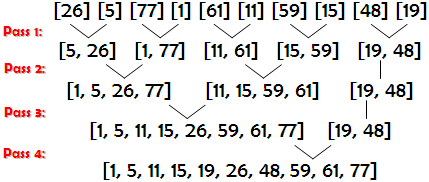 [26] [5] [77] [1] [61] [11] [59] [15] [48] [19]
Pass 1:
[5, 26] [1, 77] [11, 61] [15, 59] [19, 48]
Pass 2:
[1, 5, 26, 77] [11, 15, 59, 61] [19, 48]
Pass 3:
[1, 5, 11, 15, 26, 59, 61, 77] [19, 48]
Pass 4:
[1, 5, 11, 15, 19, 26, 48, 59, 61, 77]